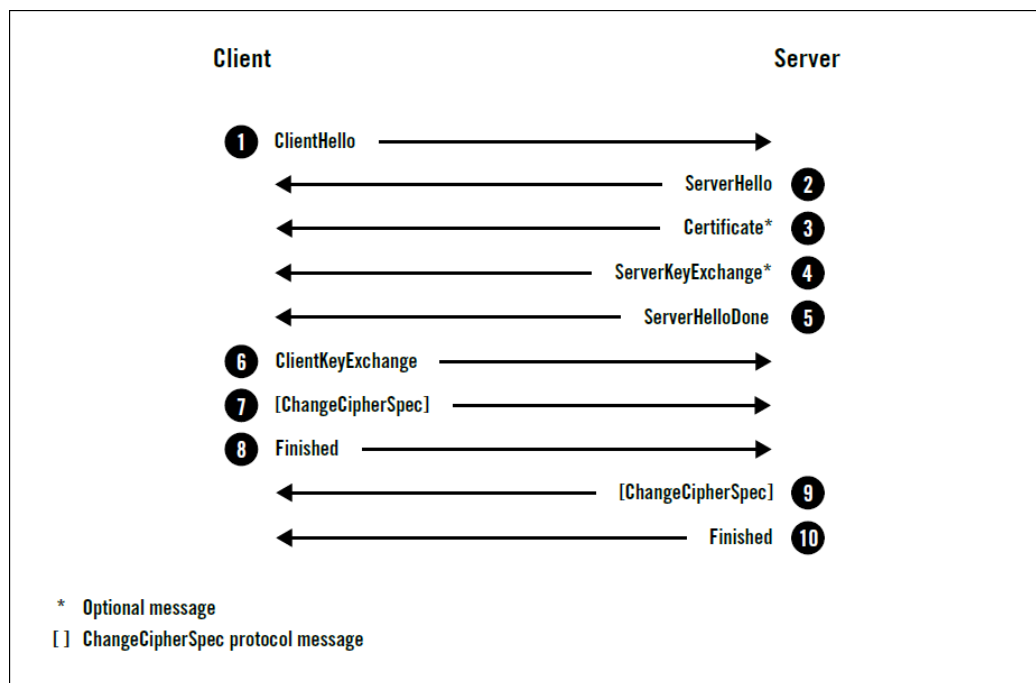 Client Server
1 ClientHello
ServerHello 2
Certificate* 3
ServerKeyExchange* 4
ServerHelloDone 5
6 ClientKeyExchange
7 [ChangeCipherSpec]
8 Finished
[ChangeCipherSpec] 9
Finished 10
* Optional message
[ ] ChangeCipherSpec protocol message